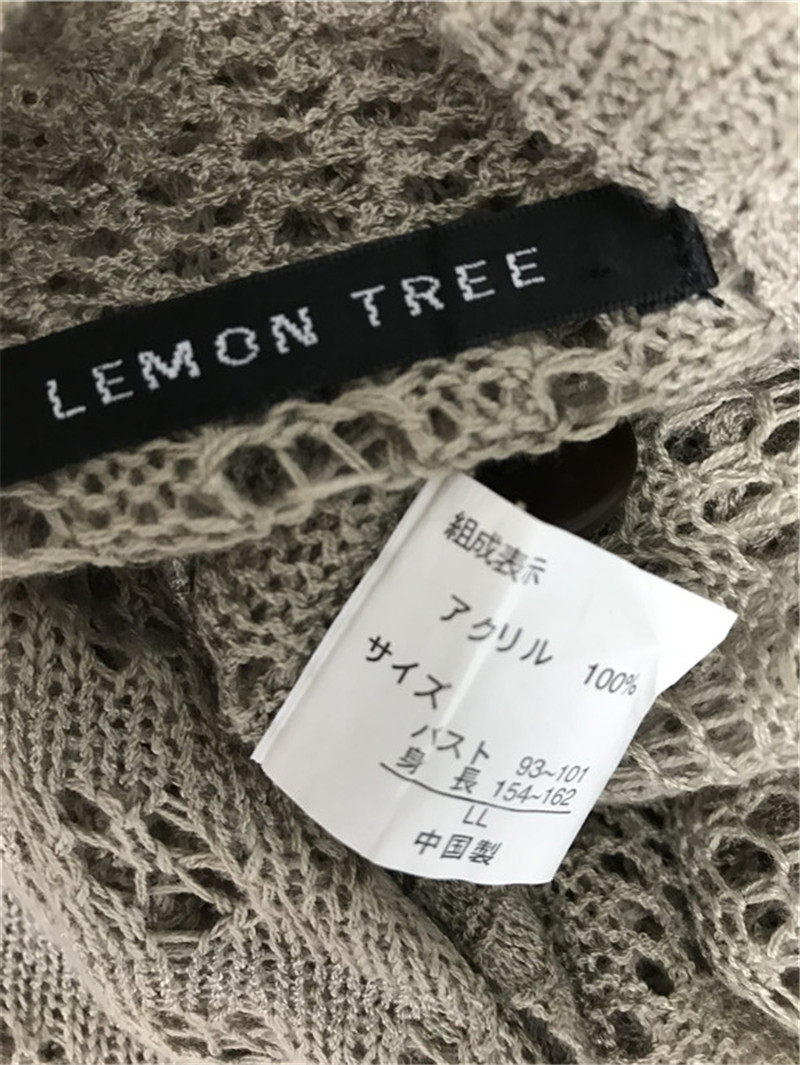 LEMON TREE
組成表示
アクリル 100%
サイズ
バスト 93~101
身長 154~162
LL
中国製